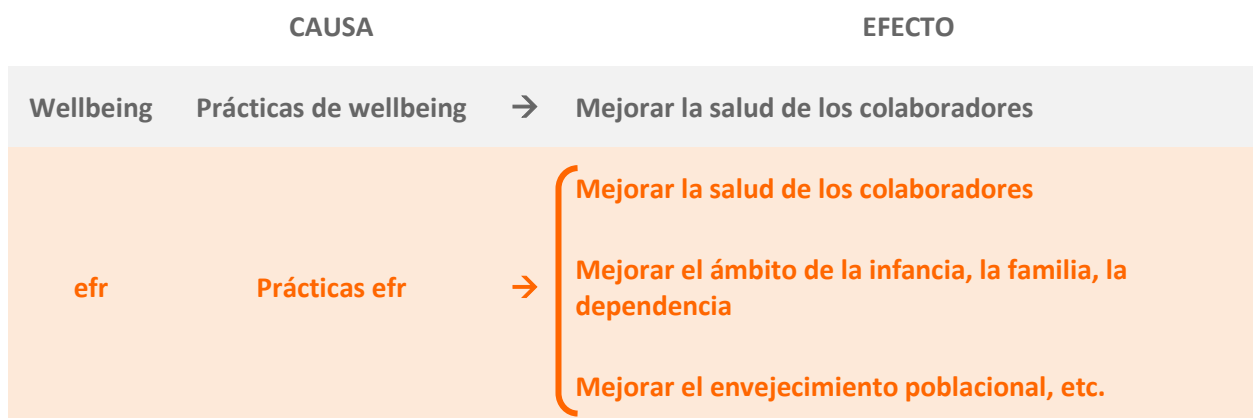 CAUSA EFECTO
Wellbeing Prácticas de wellbeing → Mejorar la salud de los colaboradores
Mejorar la salud de los colaboradores
efr Prácticas efr → Mejorar el ámbito de la infancia, la familia, la
dependencia
Mejorar el envejecimiento poblacional, etc.